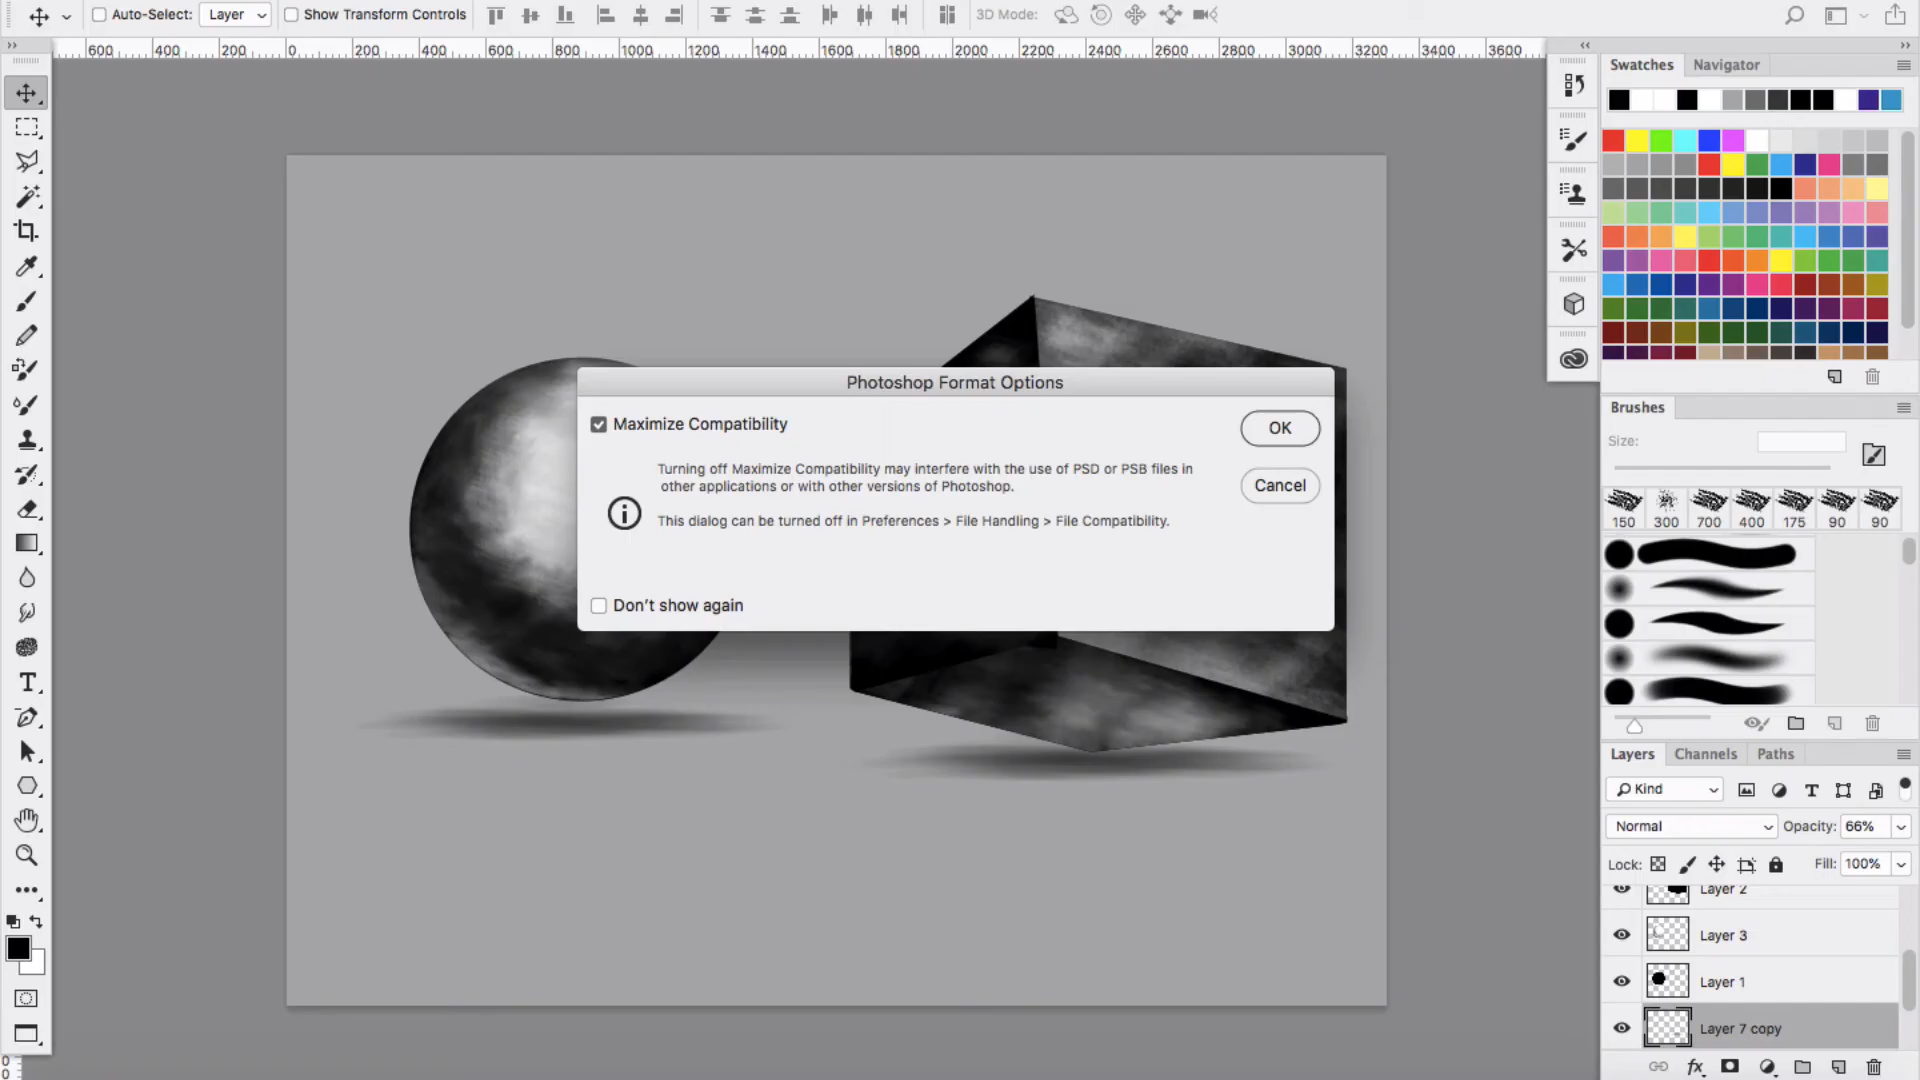 Auto-Select: Layer Show Transform Controls 3D Mode:
600 400 200 0 200 400 600 800 1000 1200 1400 1600 1800 2000 2200 2400 2600 2800 3000 3200 3400 3600
Swatches Navigator
Photoshop Format Options
Maximize Compatibility
OK
Turning off Maximize Compatibility may interfere with the use of PSD or PSB files in
other applications or with other versions of Photoshop.
Cancel
This dialog can be turned off in Preferences > File Handling > File Compatibility.
Don't show again
Brushes
Size:
150 300 700 400 175 90 90
Layers Channels Paths
Kind
Normal Opacity: 66%
Lock: Fill: 100%
Layer 2
Layer 3
Layer 1
Layer 7 copy
0
0